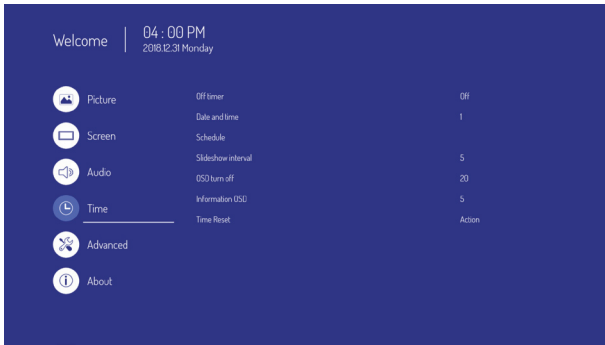 Welcome
04 : 00 PM
2018.12.31 Monday
Picture
Screen
Audio
Time
Advanced
About
Off timer Off
Date and time 1
Schedule
Slideshow interval 5
OSD turn off 20
Information OSD 5
Time Reset Action